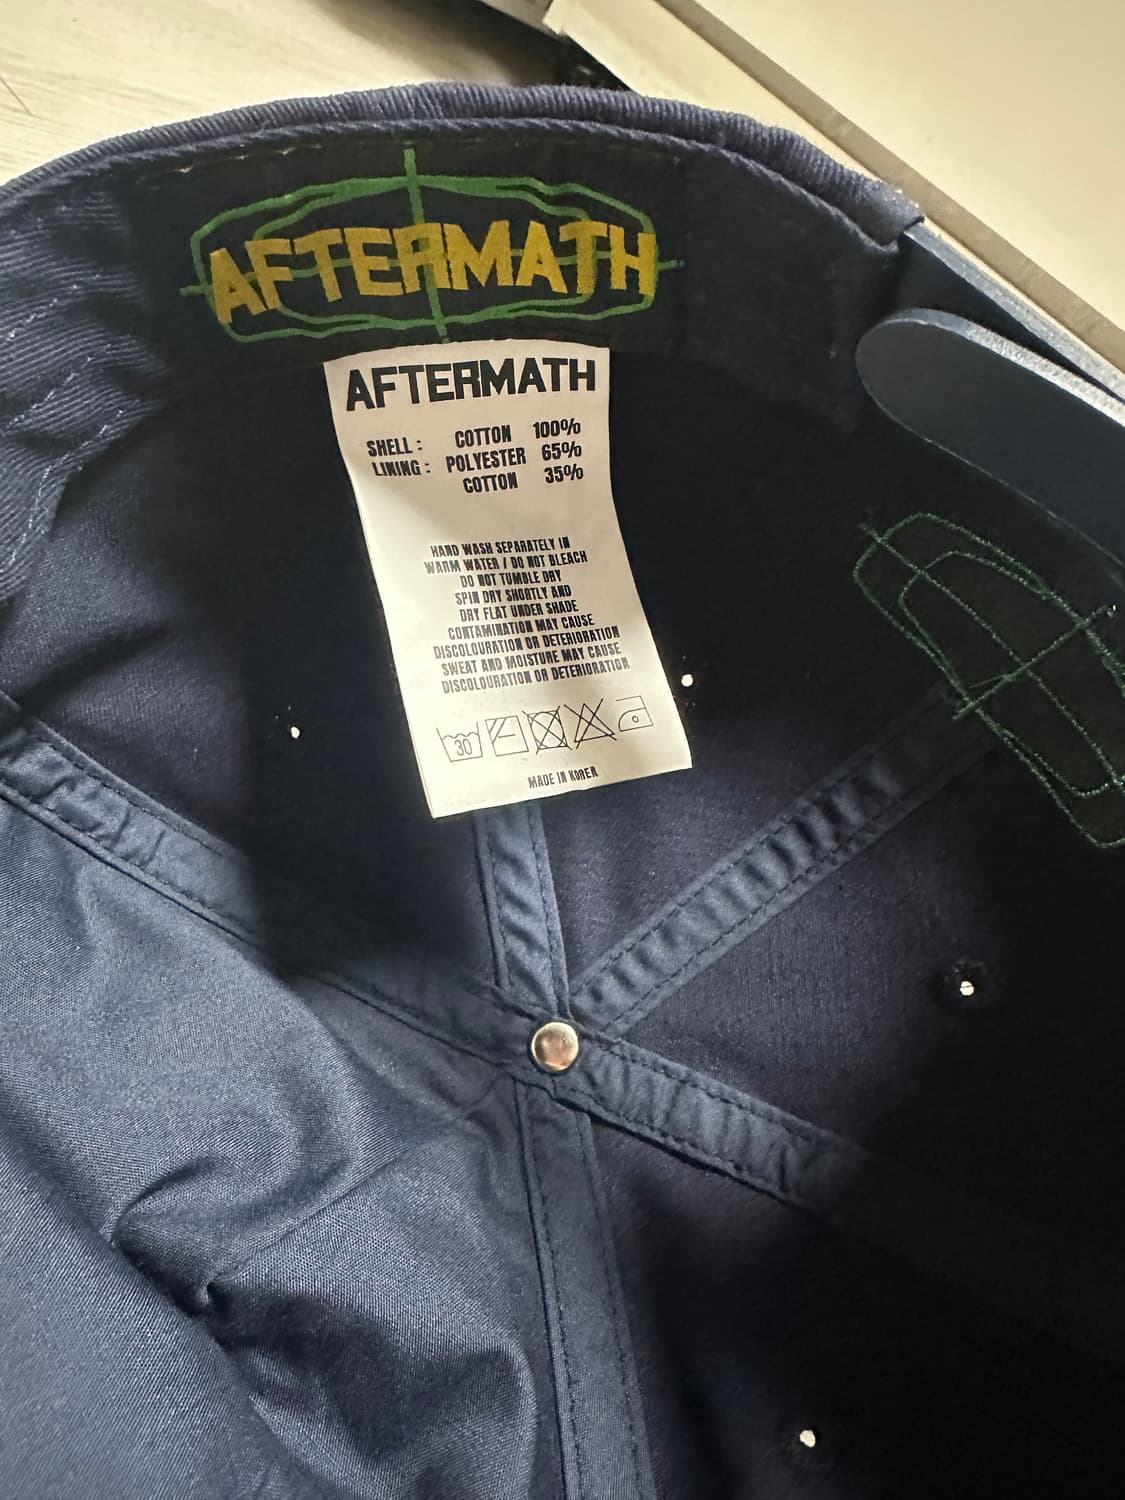 AFTERMATH
AFTERMATH
SHELL : COTTON 100%
LINING : POLYESTER 65%
COTTON 35%
HAND WASH SEPARATELY IN
WARM WATER / DO NOT BLEACH
DO NOT TUMBLE DRY
SPIN DRY SHORTLY AND
DRY FLAT UNDER SHADE
CONTAMINATION MAY CAUSE
DISCOLOURATION OR DETERIORATION
SWEAT AND MOISTURE MAY CAUSE
DISCOLOURATION OR DETERIORATION
30
MADE IN KOREA